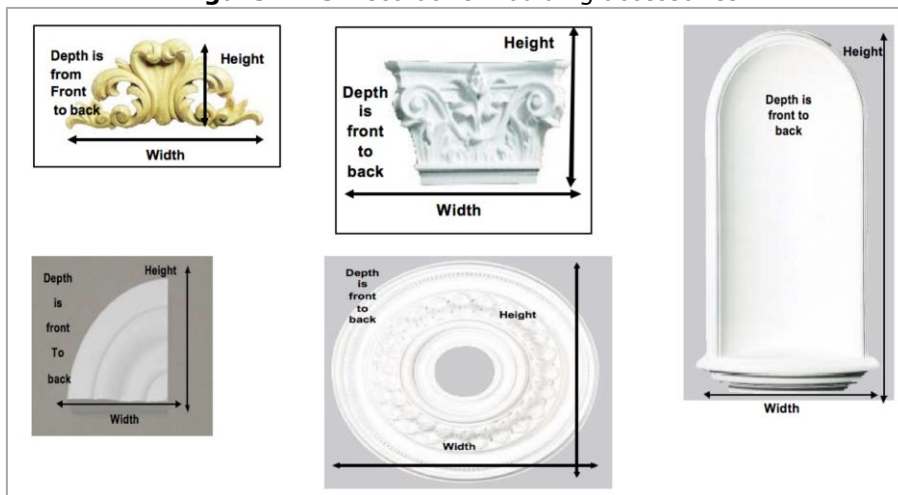 Depth is
from
Front
to back
Height
Width
Height
Depth
is
front
to
back
Width
Height
Depth is
front to
back
Width
Depth
is
front
To
back
Height
Width
Depth
is
front
to
back
Height
Width